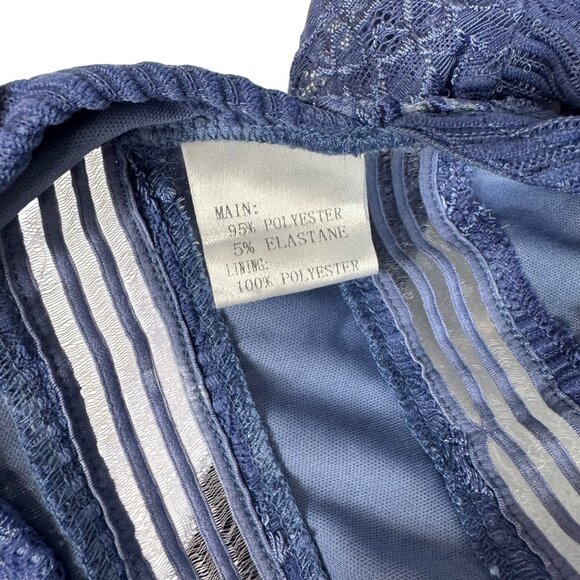 MAIN:
95% POLYESTER
5% ELASTANE
LINING:
100% POLYESTER